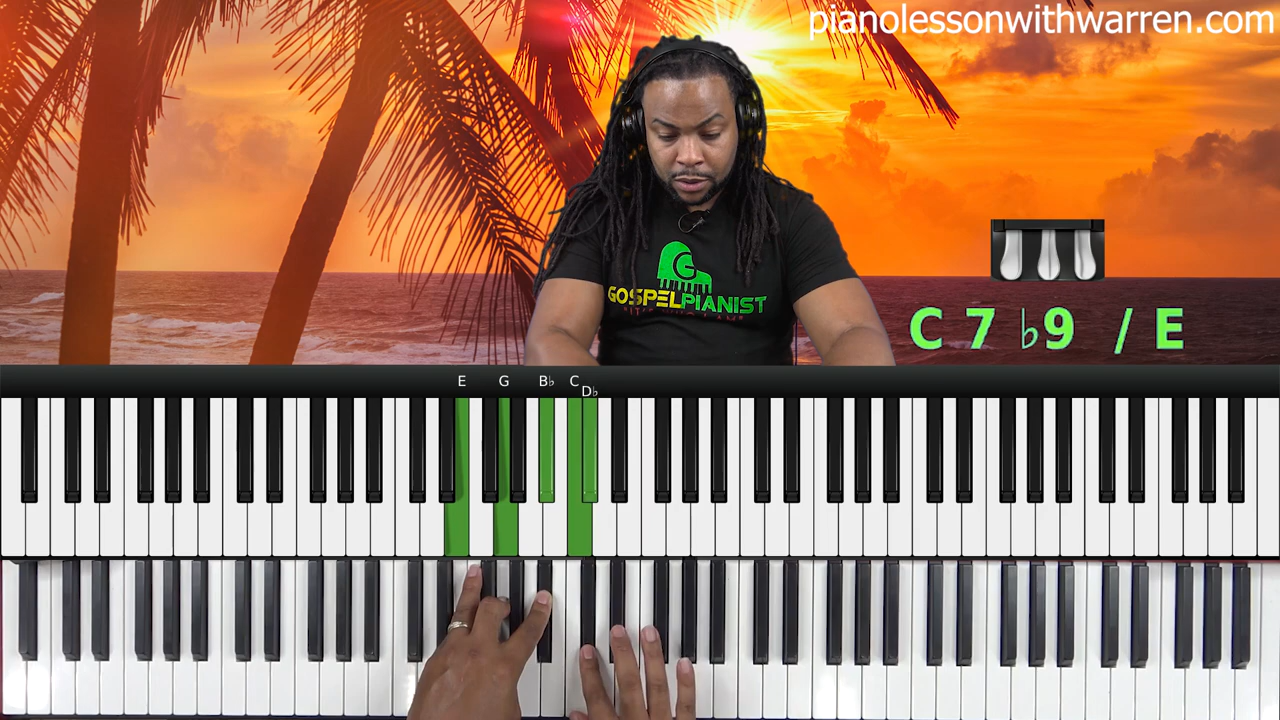 pianolessonwithwarren.com
G
GOSPELPIANIST
C 7 ♭9 / E
E G B♭ C D♭